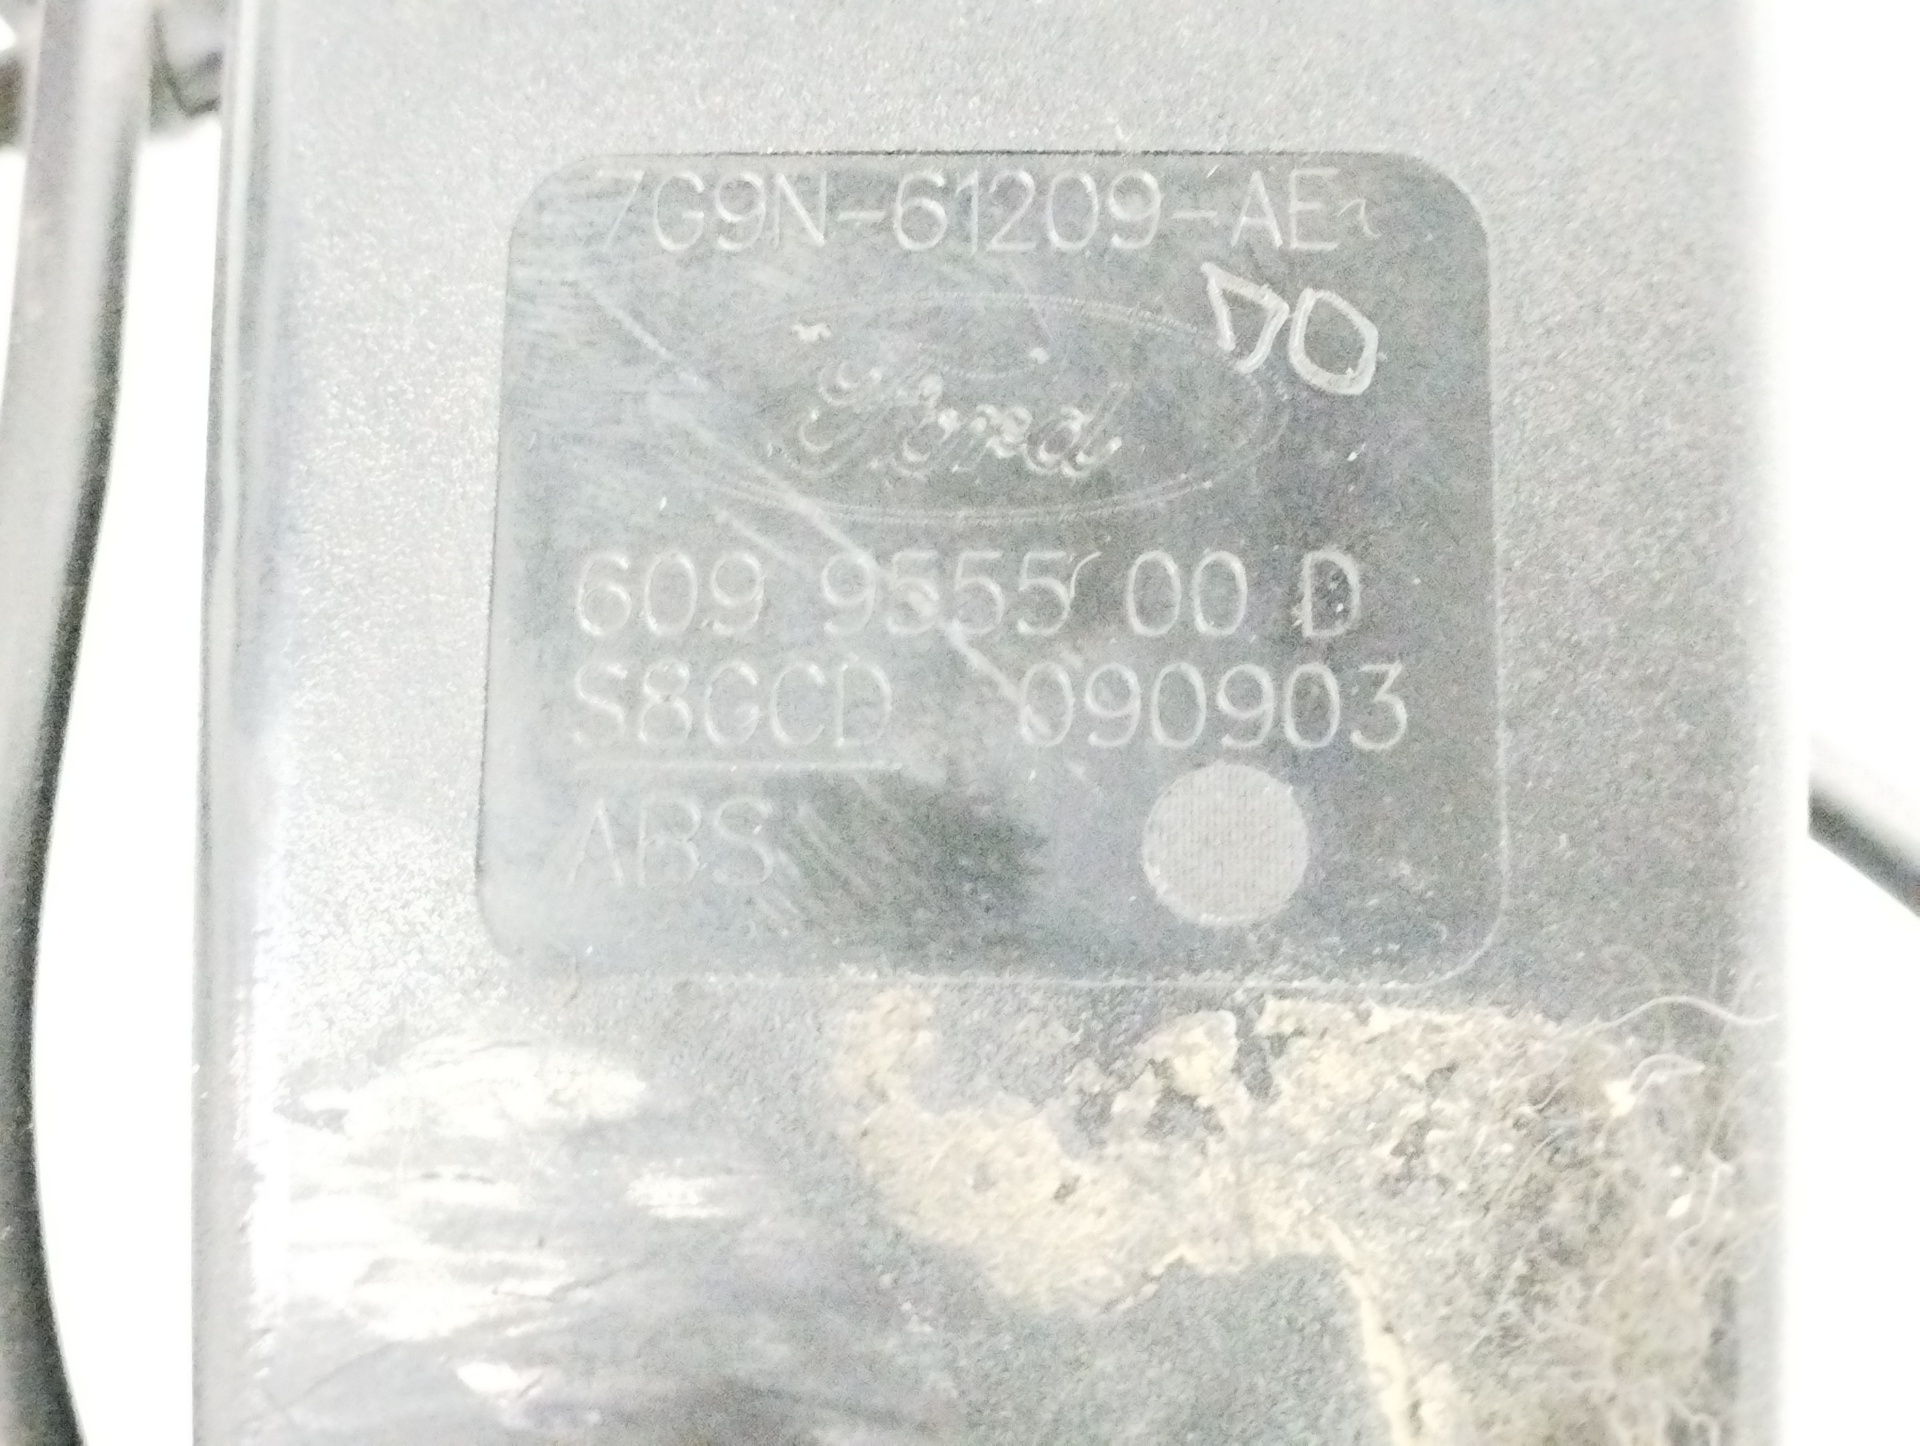 7G9N-61209-AE
DO
Ford
609 9555 00 D
S8GCD 090903
ABS